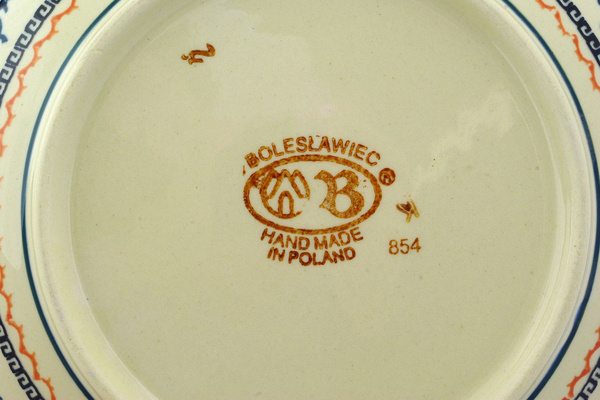 BOLESŁAWIEC
B ®
HAND MADE
IN POLAND
854